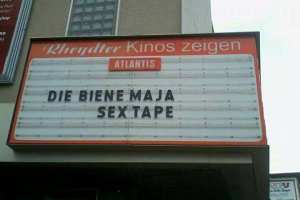 Rheydter Kinos zeigen
ATLANTIS
DIE BIENE MAJA
SEX TAPE